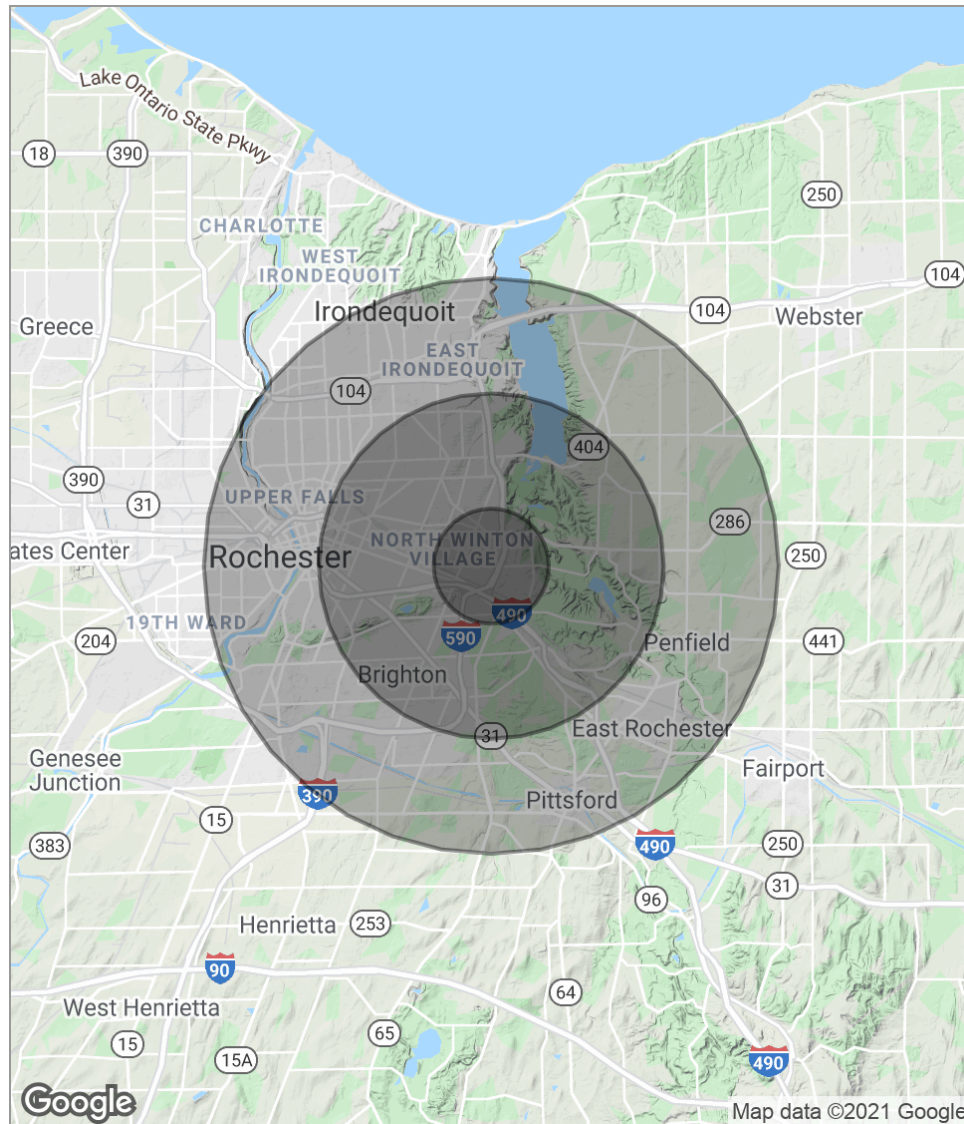 Lake Ontario State Pkwy
18
390
250
CHARLOTTE
WEST
IRONDEQUOIT
104
104
Greece
Irondequoit
Webster
EAST
IRONDEQUOIT
104
404
390
31
UPPER FALLS
286
ates Center
Rochester
NORTH WINTON
VILLAGE
250
490
19TH WARD
204
590
Penfield
441
Brighton
31
East Rochester
Genesee
Junction
Fairport
390
Pittsford
15
383
490
250
31
96
Henrietta
253
90
64
West Henrietta
65
15
15A
490
Google
Map data ©2021 Google